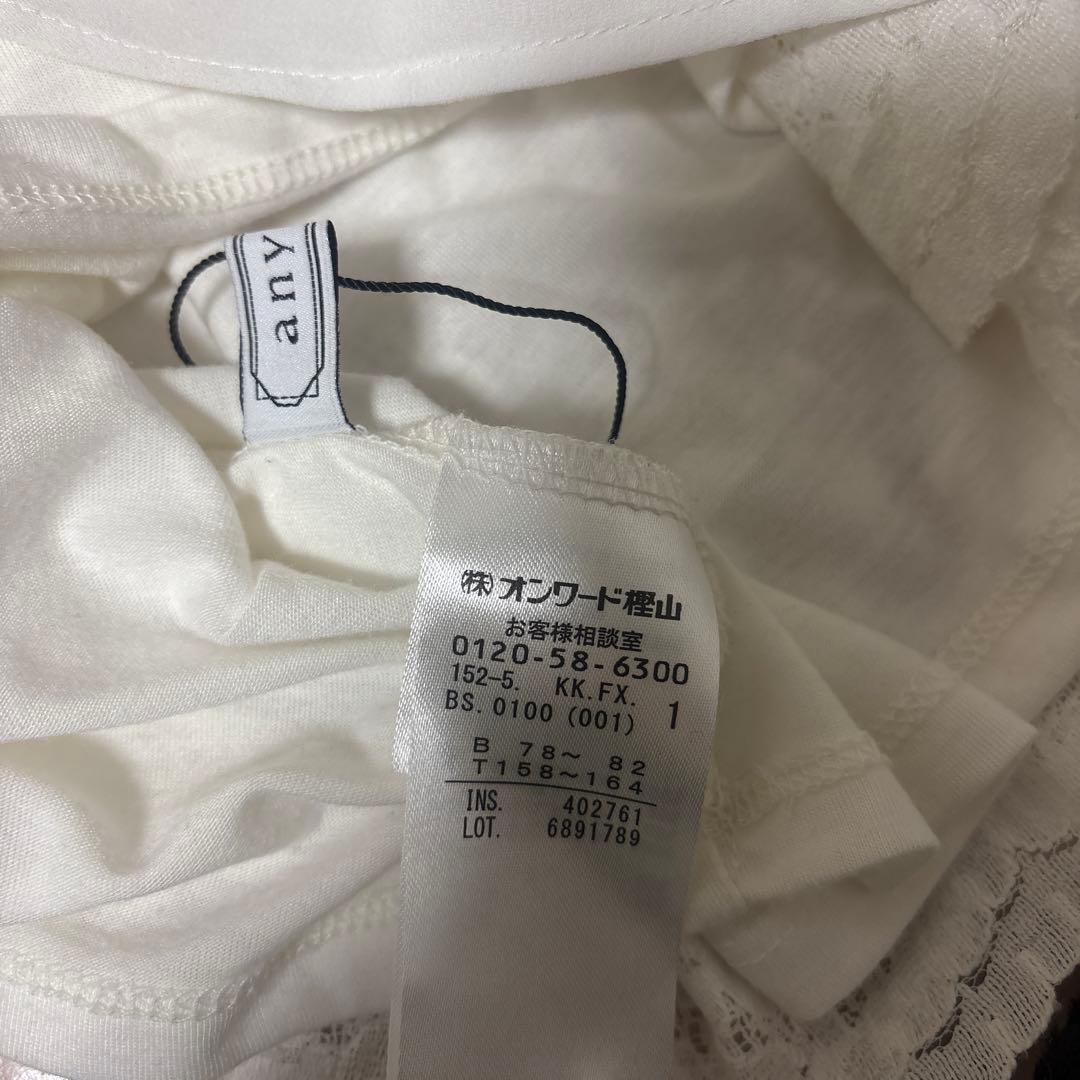 any
㈱オンワード樫山
お客様相談室
0120-58-6300
152-5. KK.FX. 1
BS.0100 (001)
B 78～ 82
T158～164
INS. 402761
LOT. 6891789